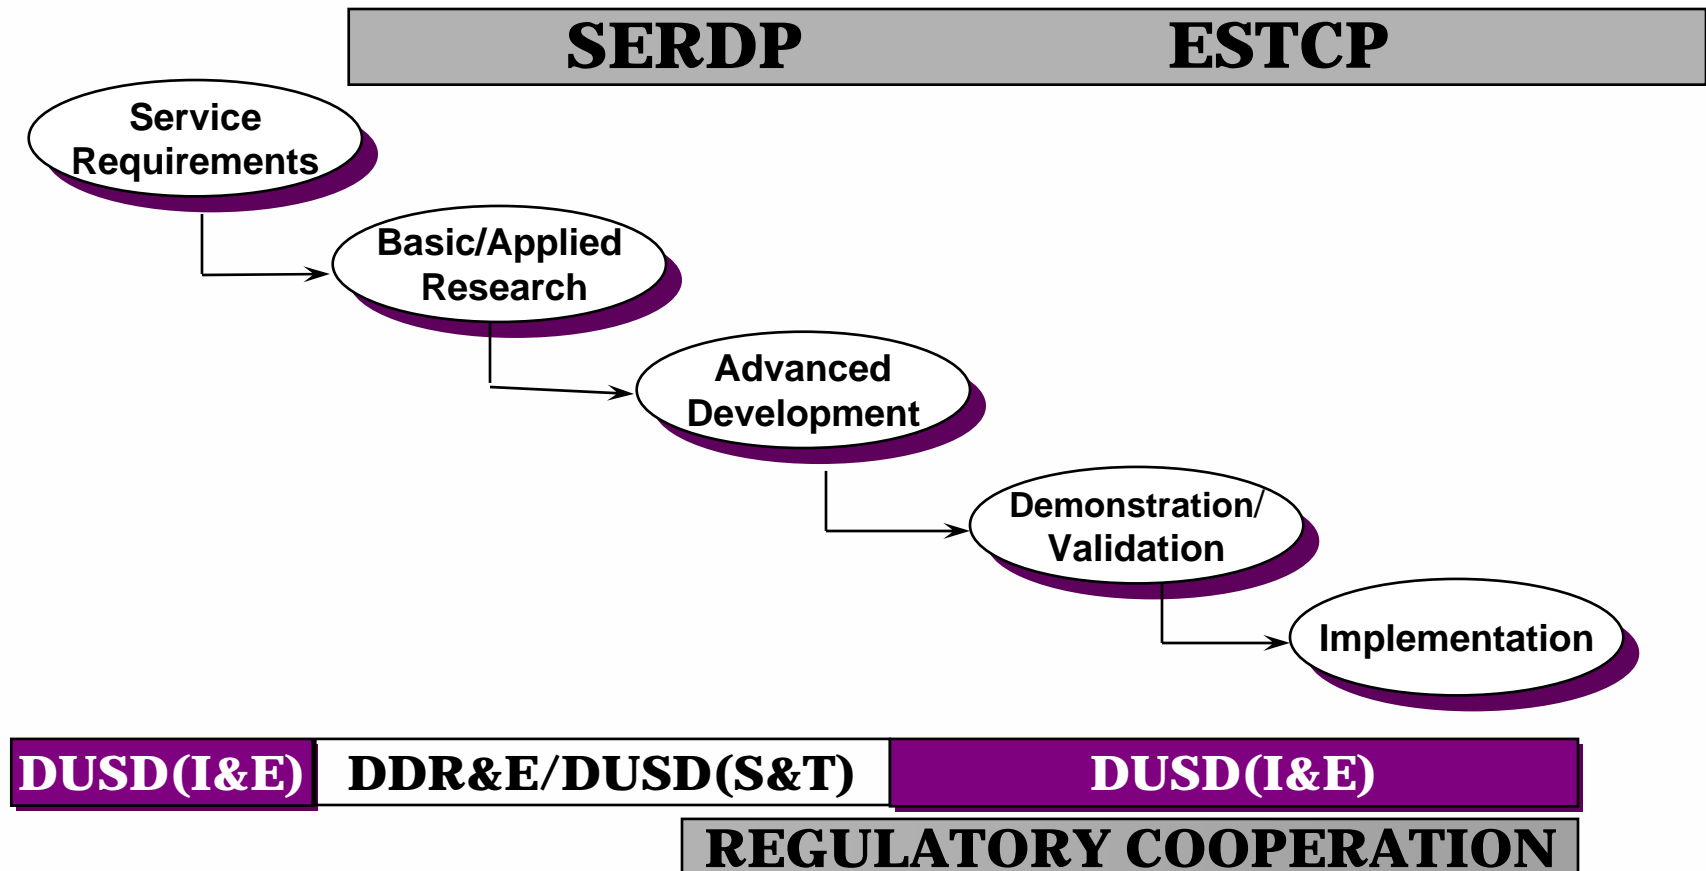 SERDP ESTCP
Service
Requirements
Basic/Applied
Research
Advanced
Development
Demonstration/
Validation
Implementation
DUSD(I&E) DDR&E/DUSD(S&T) DUSD(I&E)
REGULATORY COOPERATION